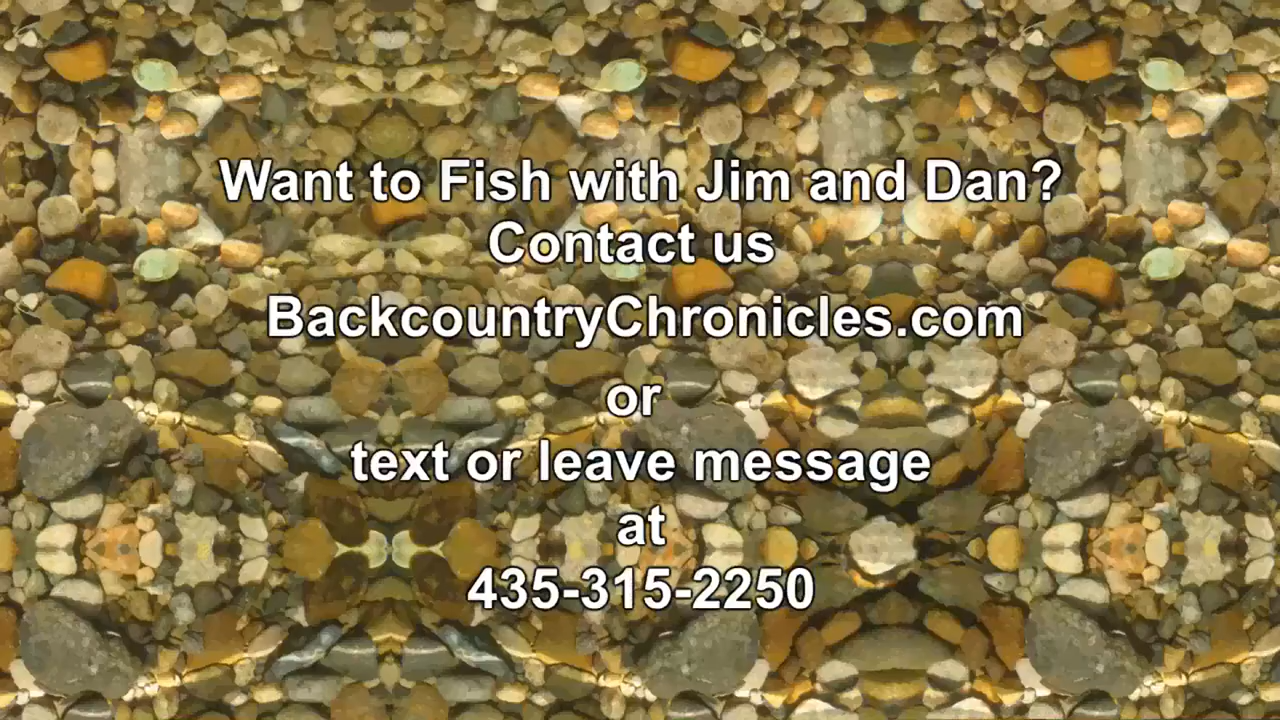 Want to Fish with Jim and Dan?
Contact us
BackcountryChronicles.com
or
text or leave message
at
435-315-2250